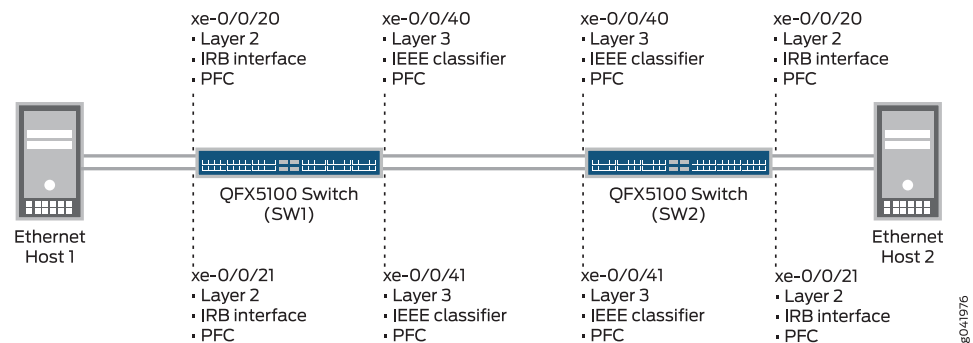 xe-0/0/20
▪ Layer 2
▪ IRB interface
▪ PFC
xe-0/0/40
▪ Layer 3
▪ IEEE classifier
▪ PFC
xe-0/0/40
▪ Layer 3
▪ IEEE classifier
▪ PFC
xe-0/0/20
▪ Layer 2
▪ IRB interface
▪ PFC
Ethernet
Host 1
QFX5100 Switch
(SW1)
QFX5100 Switch
(SW2)
Ethernet
Host 2
xe-0/0/21
▪ Layer 2
▪ IRB interface
▪ PFC
xe-0/0/41
▪ Layer 3
▪ IEEE classifier
▪ PFC
xe-0/0/41
▪ Layer 3
▪ IEEE classifier
▪ PFC
xe-0/0/21
▪ Layer 2
▪ IRB interface
▪ PFC
g041976